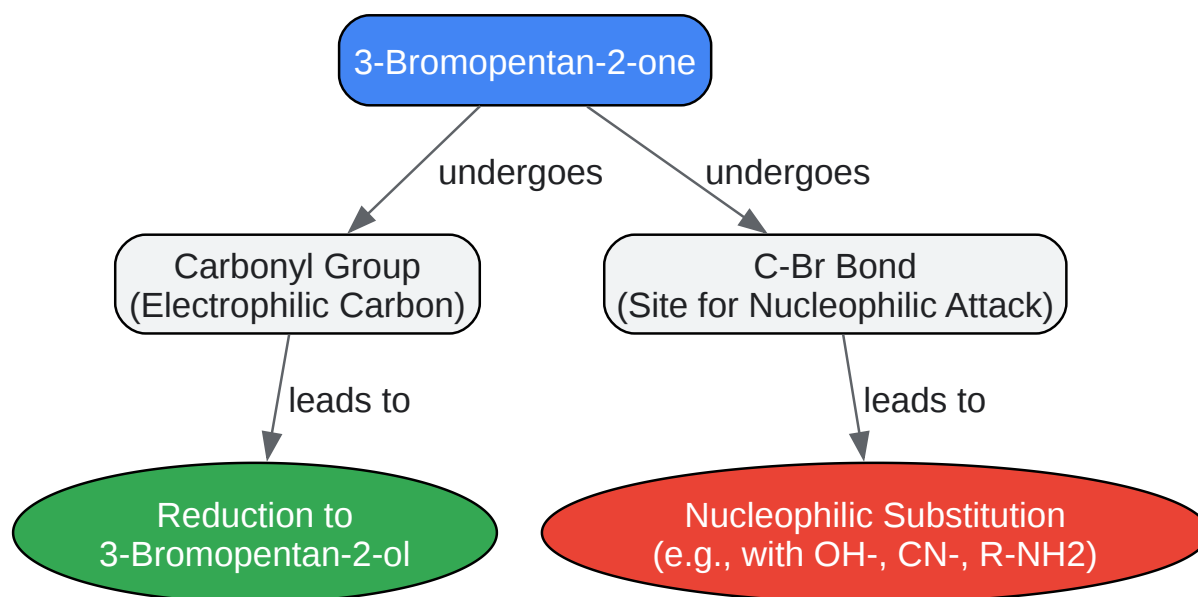 3-Bromopentan-2-one
undergoes
undergoes
Carbonyl Group
(Electrophilic Carbon)
C-Br Bond
(Site for Nucleophilic Attack)
leads to
leads to
Reduction to
3-Bromopentan-2-ol
Nucleophilic Substitution
(e.g., with OH-, CN-, R-NH2)